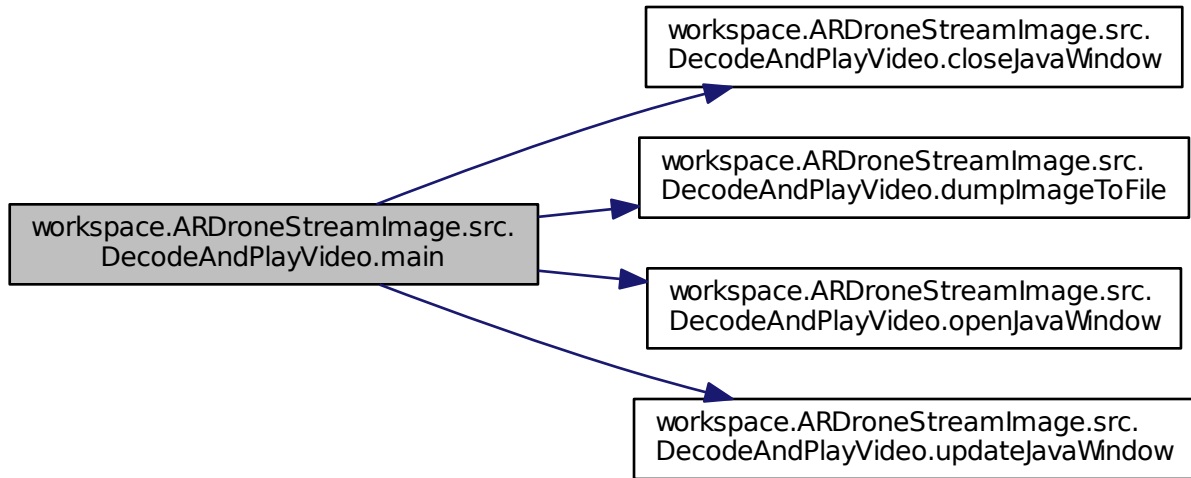 workspace.ARDroneStreamImage.src.
DecodeAndPlayVideo.main
workspace.ARDroneStreamImage.src.
DecodeAndPlayVideo.closeJavaWindow
workspace.ARDroneStreamImage.src.
DecodeAndPlayVideo.dumpImageToFile
workspace.ARDroneStreamImage.src.
DecodeAndPlayVideo.openJavaWindow
workspace.ARDroneStreamImage.src.
DecodeAndPlayVideo.updateJavaWindow